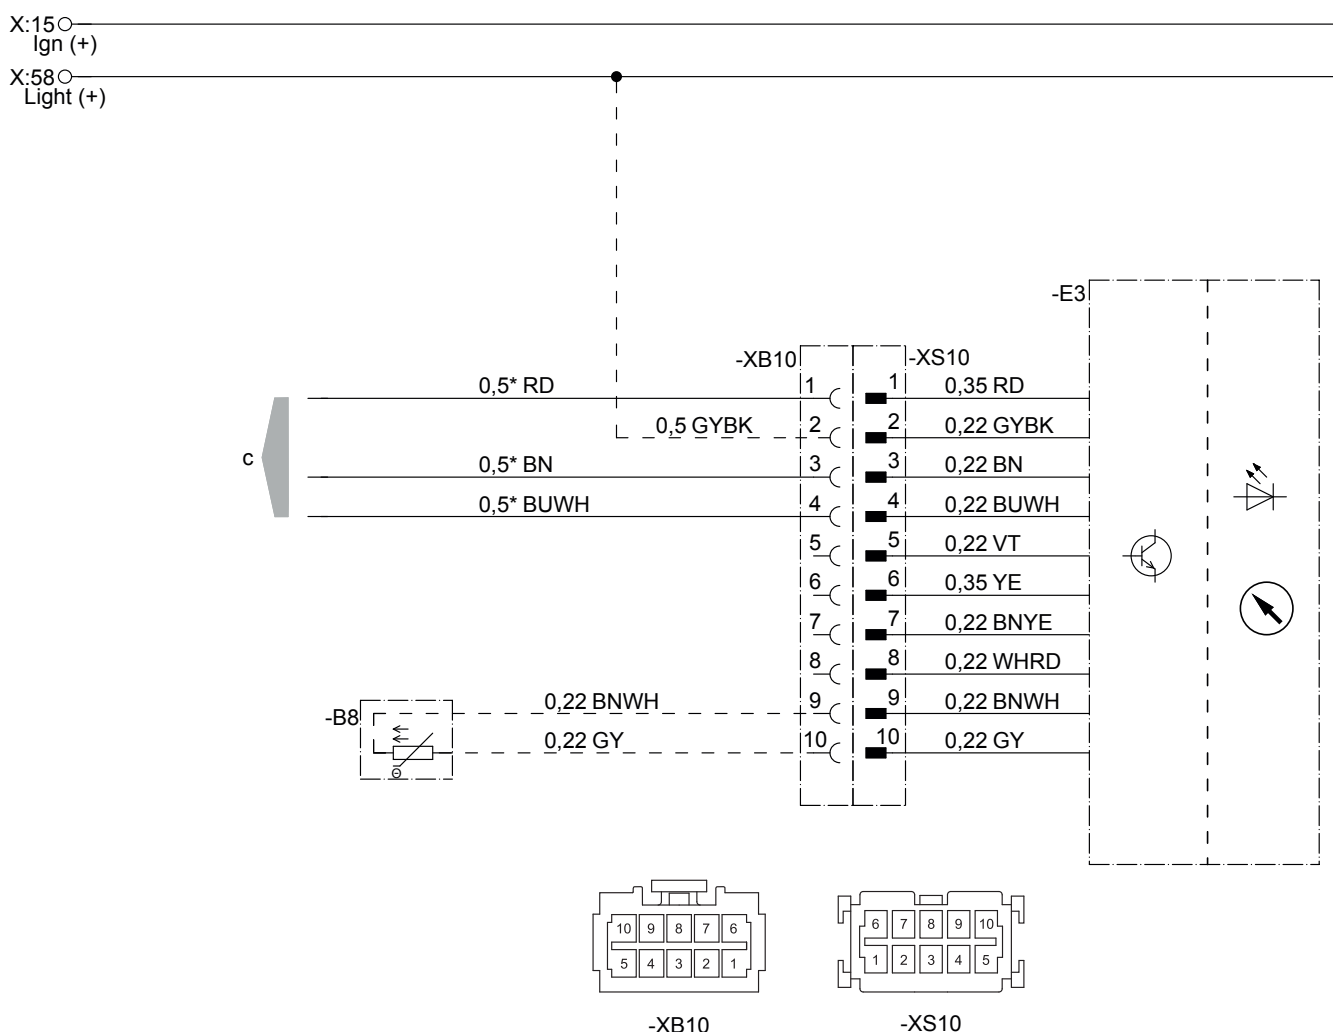 X:15
Ign (+)
X:58
Light (+)
-E3
-XB10 -XS10
0,5* RD 1 1 0,35 RD
0,5 GYBK 2 2 0,22 GYBK
c
0,5* BN 3 3 0,22 BN
0,5* BUWH 4 4 0,22 BUWH
5 5 0,22 VT
6 6 0,35 YE
7 7 0,22 BNYE
8 8 0,22 WHRD
-B8 0,22 BNWH 9 9 0,22 BNWH
0,22 GY 10 10 0,22 GY
Θ
10 9 8 7 6
5 4 3 2 1
-XB10
6 7 8 9 10
1 2 3 4 5
-XS10